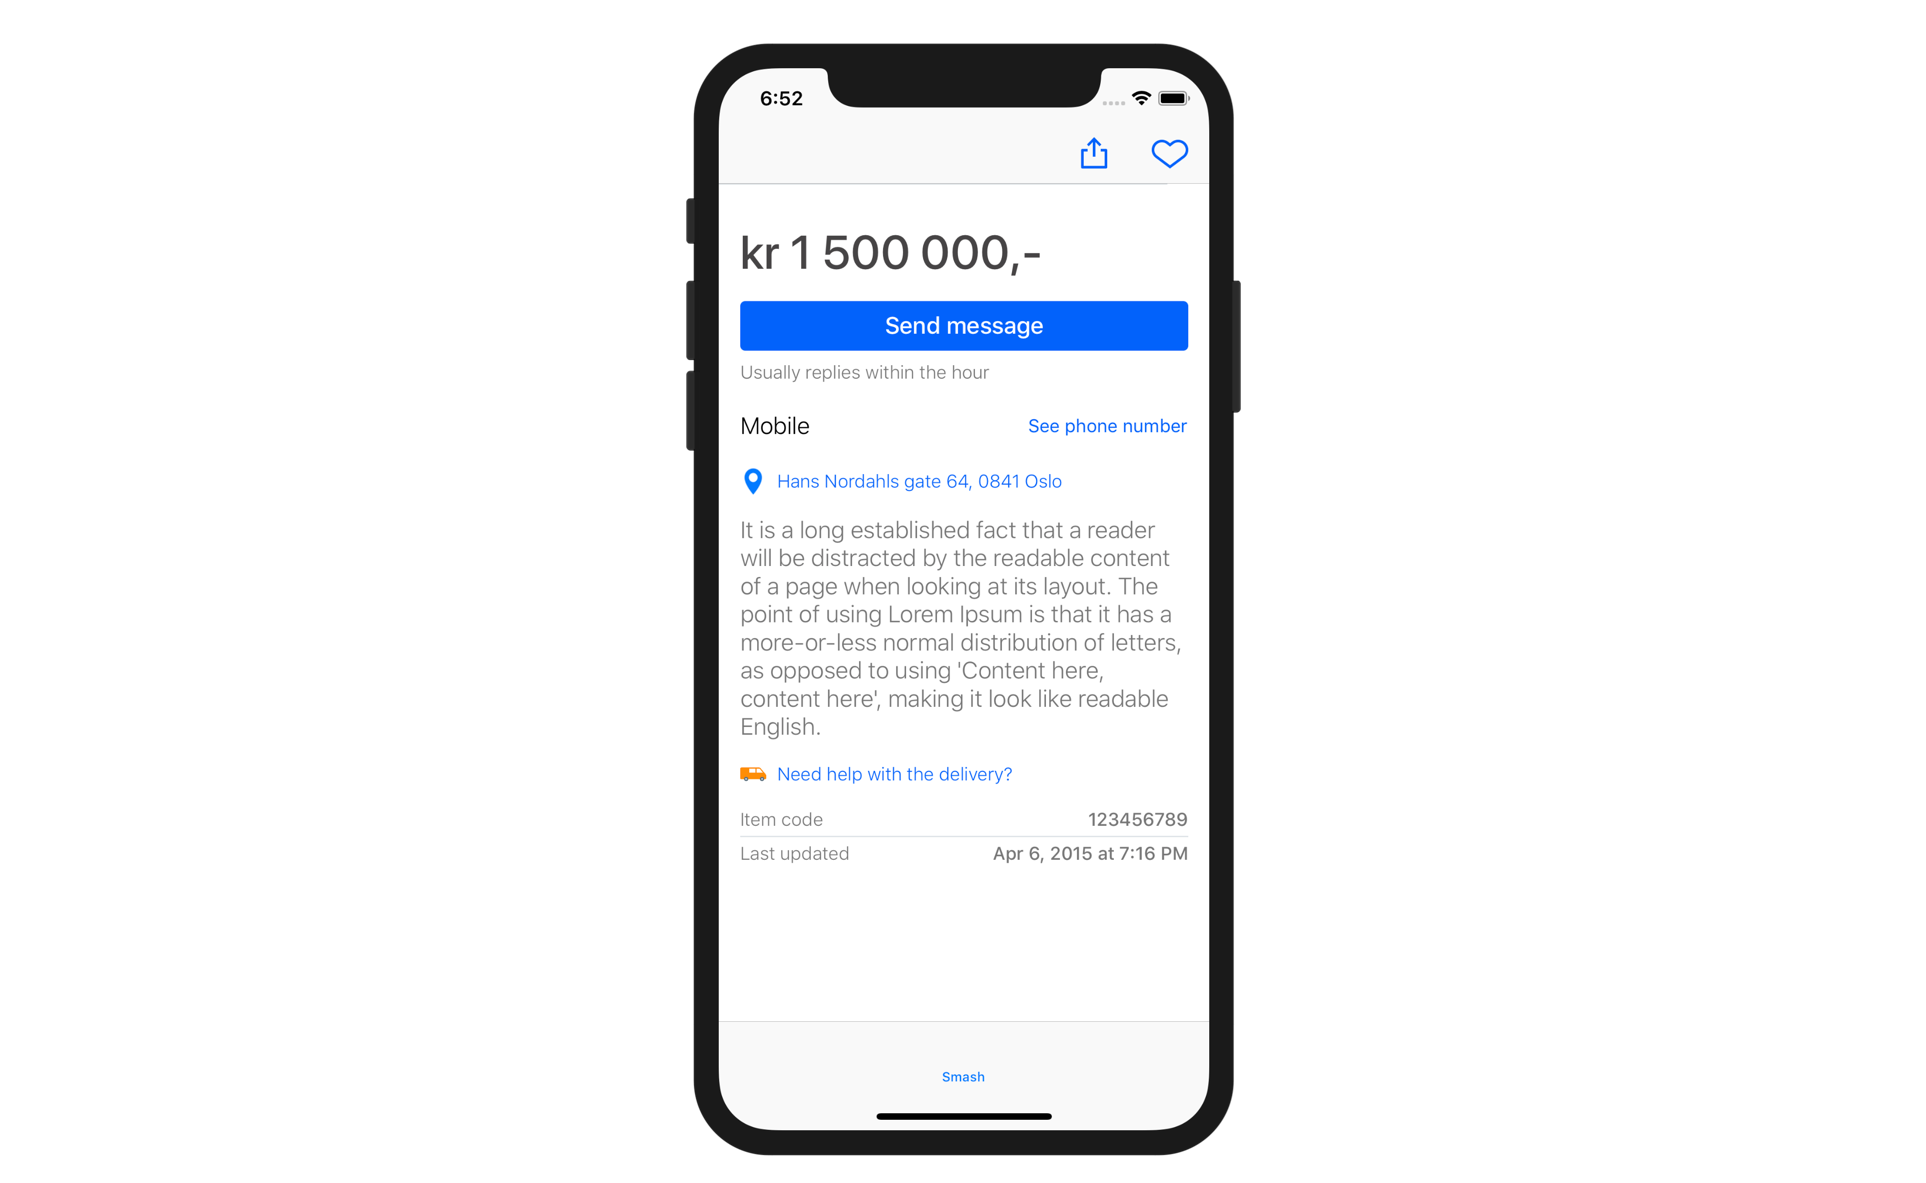 6:52
kr 1 500 000,-
Send message
Usually replies within the hour
Mobile
See phone number
Hans Nordahls gate 64, 0841 Oslo
It is a long established fact that a reader
will be distracted by the readable content
of a page when looking at its layout. The
point of using Lorem Ipsum is that it has a
more-or-less normal distribution of letters,
as opposed to using 'Content here,
content here', making it look like readable
English.
Need help with the delivery?
Item code 123456789
Last updated Apr 6, 2015 at 7:16 PM
Smash